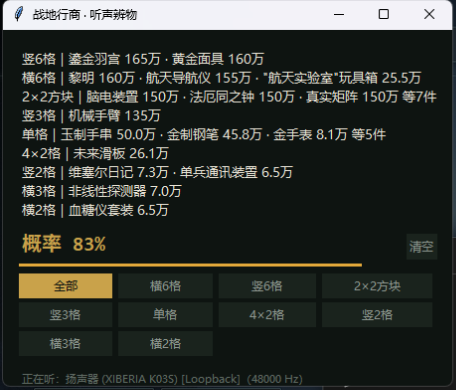 战地行商 · 听声辨物
竖6格 | 鎏金羽宫 165万 · 黄金面具 160万
横6格 | 黎明 160万 · 航天导航仪 155万 · "航天实验室"玩具箱 25.5万
2×2方块 | 脑电装置 150万 · 法厄同之钟 150万 · 真实矩阵 150万 等7件
竖3格 | 机械手臂 135万
单格 | 玉制手串 50.0万 · 金制钢笔 45.8万 · 金手表 8.1万 等5件
4×2格 | 未来滑板 26.1万
竖2格 | 维塞尔日记 7.3万 · 单兵通讯装置 6.5万
横3格 | 非线性探测器 7.0万
横2格 | 血糖仪套装 6.5万
概率 83%
清空
全部 横6格 竖6格 2×2方块
竖3格 单格 4×2格 竖2格
横3格 横2格
正在听: 扬声器 (XIBERIA K03S) [Loopback] (48000 Hz)